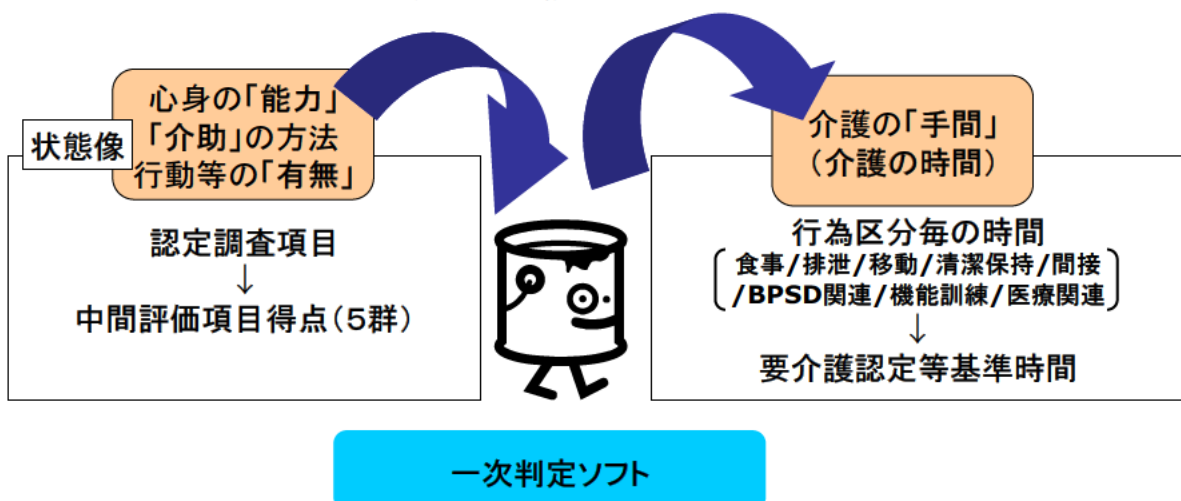 状態像
心身の「能力」
「介助」の方法
行動等の「有無」
認定調査項目
↓
中間評価項目得点(5群)
介護の「手間」
(介護の時間)
行為区分毎の時間
食事/排泄/移動/清潔保持/間接
/BPSD関連/機能訓練/医療関連
↓
要介護認定等基準時間
一次判定ソフト